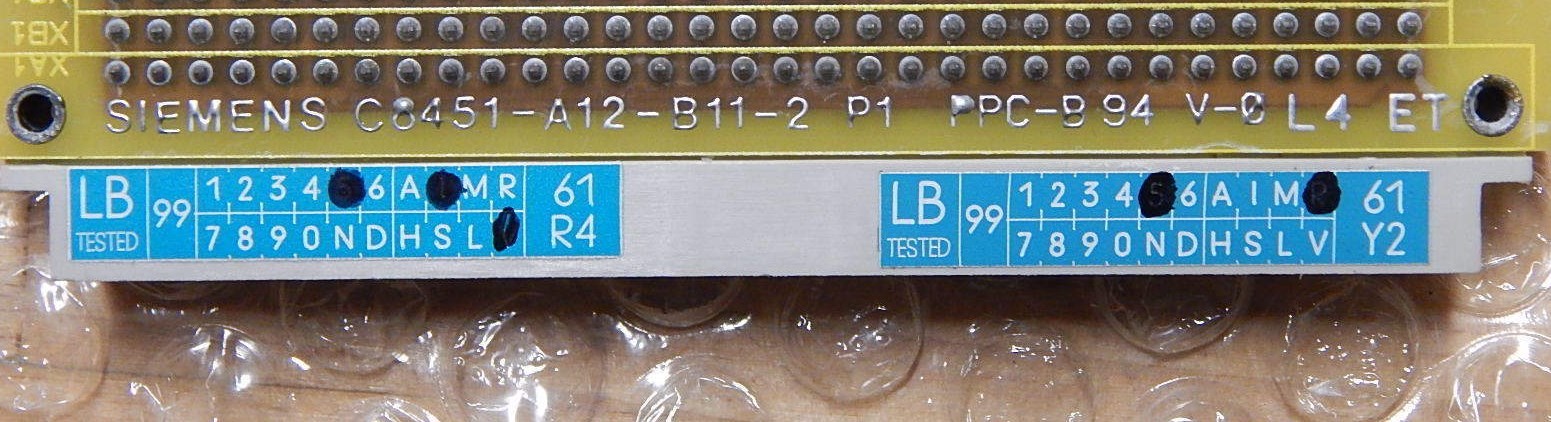 XB1
XA1
SIEMENS C8451-A12-B11-2 P1 PPC-B 94 V-0 L4 ET
LB TESTED 99
1 2 3 4 5 6 A I M R
7 8 9 0 N D H S L
61 R4
LB TESTED 99
1 2 3 4 5 6 A I M R
7 8 9 0 N D H S L V
61 Y2